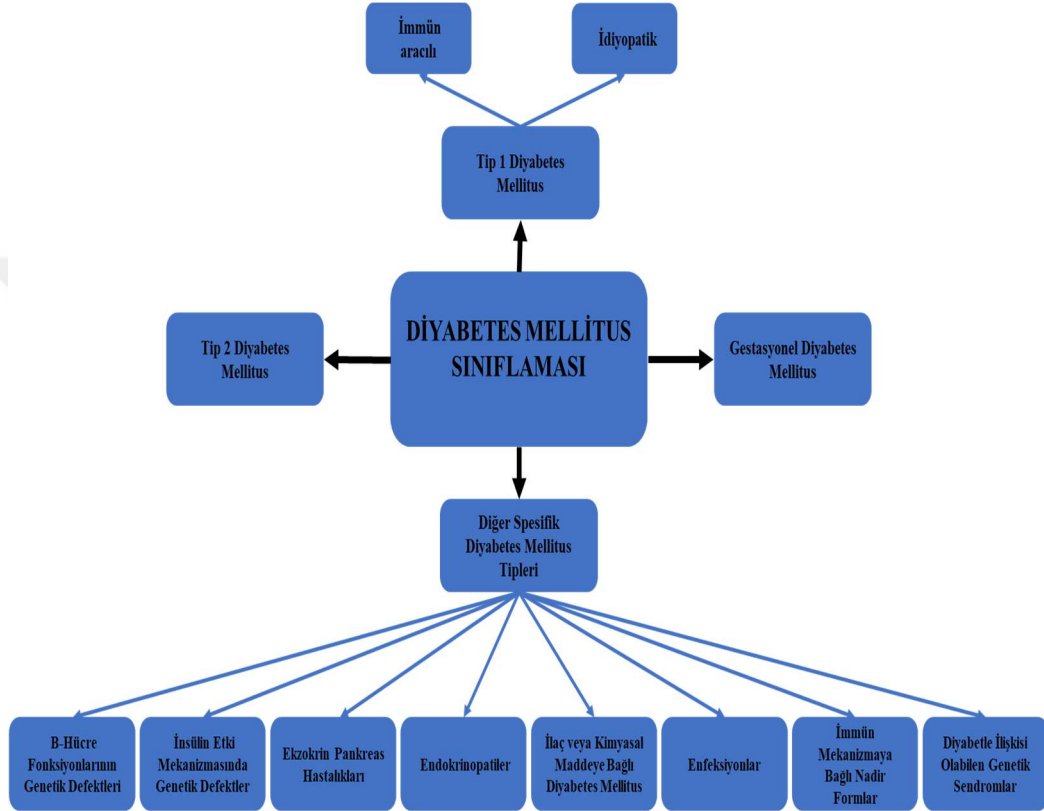 İmmün
aracılı
İdiyopatik
Tip 1 Diyabetes
Mellitus
DİYABETES MELLİTUS
SINIFLAMASI
Tip 2 Diyabetes
Mellitus
Gestasyonel Diyabetes
Mellitus
Diğer Spesifik
Diyabetes Mellitus
Tipleri
B-Hücre
Fonksiyonlarının
Genetik Defektleri
İnsülin Etki
Mekanizmasında
Genetik Defektler
Ekzokrin Pankreas
Hastalıkları
Endokrinopatiler
İlaç veya Kimyasal
Maddeye Bağlı
Diyabetes Mellitus
Enfeksiyonlar
İmmün
Mekanizmaya
Bağlı Nadir
Formlar
Diyabetle İlişkisi
Olabilen Genetik
Sendromlar